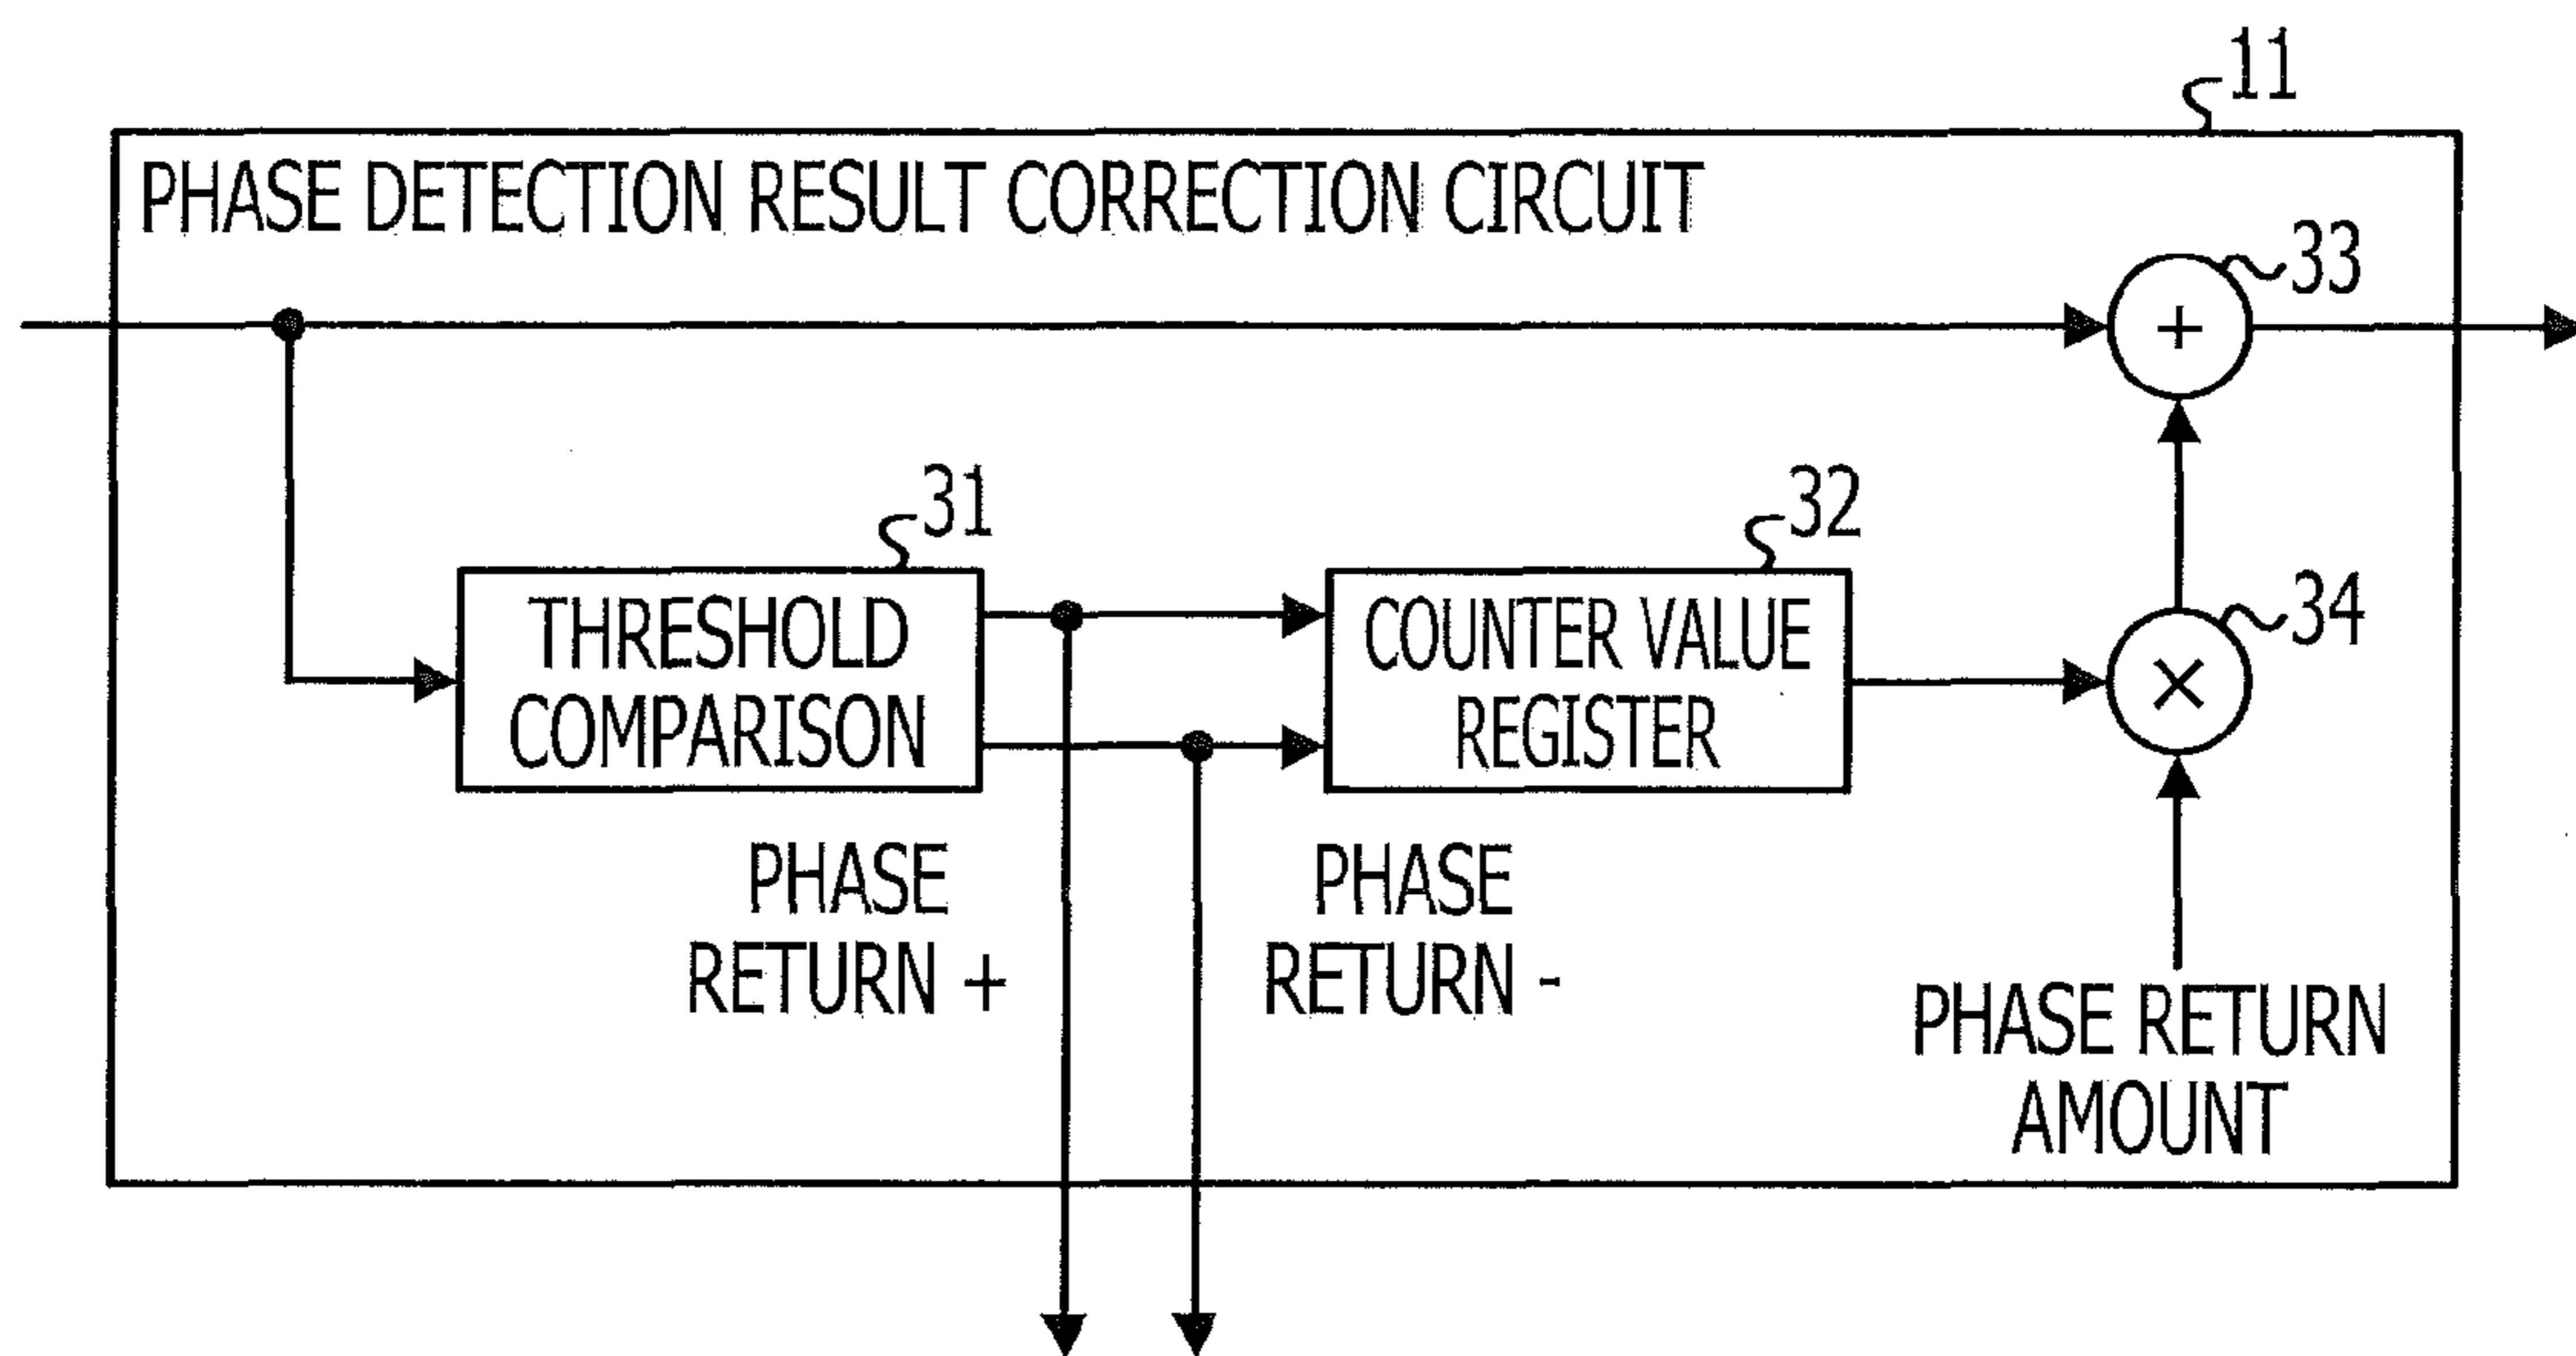 11
PHASE DETECTION RESULT CORRECTION CIRCUIT
33
+
31
32
THRESHOLD
COMPARISON
COUNTER VALUE
REGISTER
34
×
PHASE
RETURN +
PHASE
RETURN -
PHASE RETURN
AMOUNT